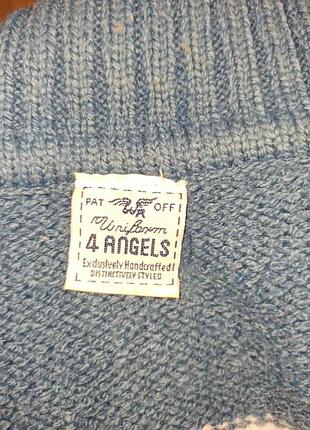 PAT OFF
Uniform
4 ANGELS
Exclusively Handcrafted
DISTINCTIVELY STYLED